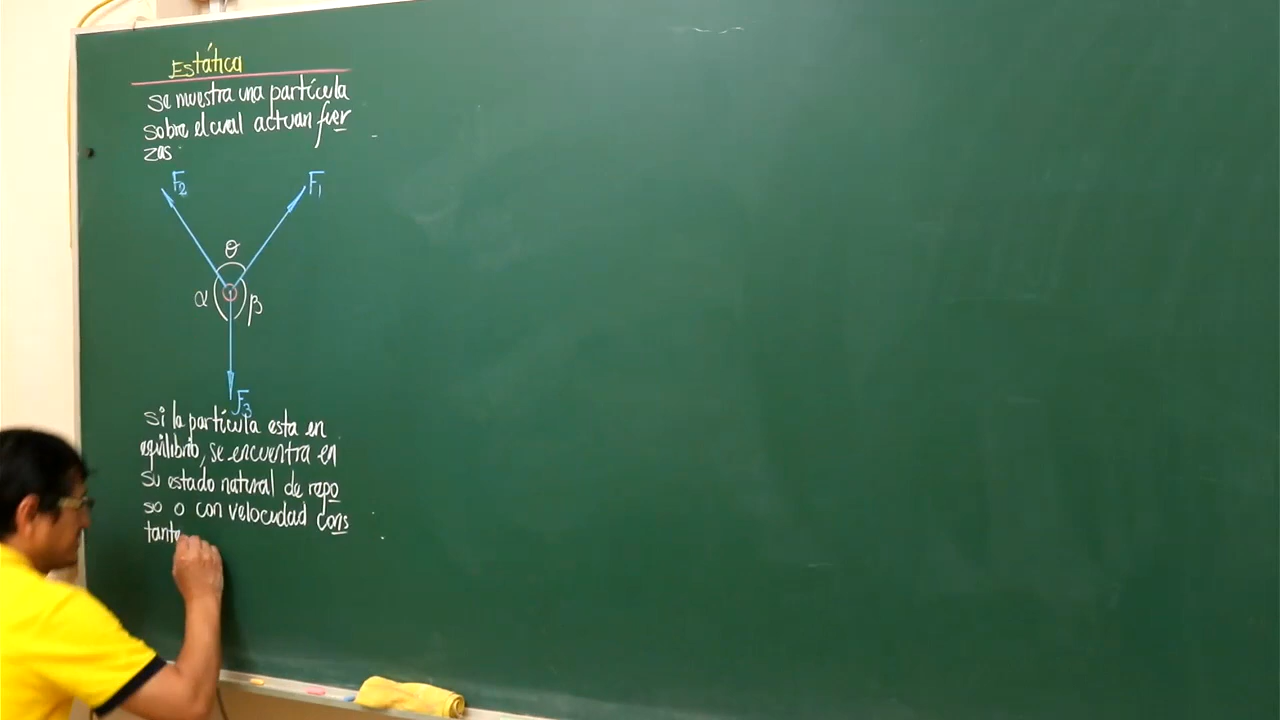 Estática
se muestra una partícula
sobre el cual actuan fuer
zas
F2
F1
θ
α
β
F3
si la partícula esta en
equilibrio, se encuentra en
su estado natural de repo
so o con velocidad cons
tante